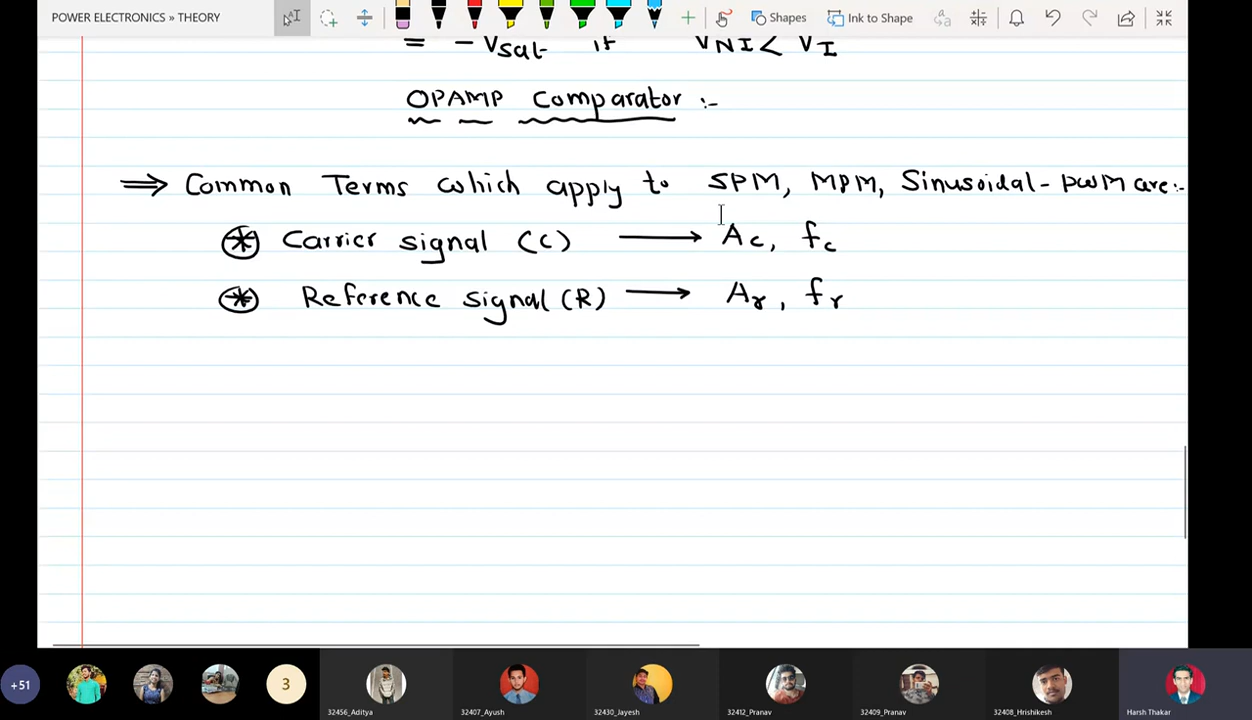 POWER ELECTRONICS » THEORY
Shapes
Ink to Shape
= - Vsat if VNI < VI
OPAMP Comparator :-
⇒ Common Terms which apply to SPM, MPM, Sinusoidal - PWM are:-
* Carrier signal (C) → Ac, fc
* Reference signal (R) → Ar, fr
+51
3
32456_Aditya
32407_Ayush
32430_Jayesh
32412_Pranav
32409_Pranav
32408_Hrishikesh
Harsh Thakar